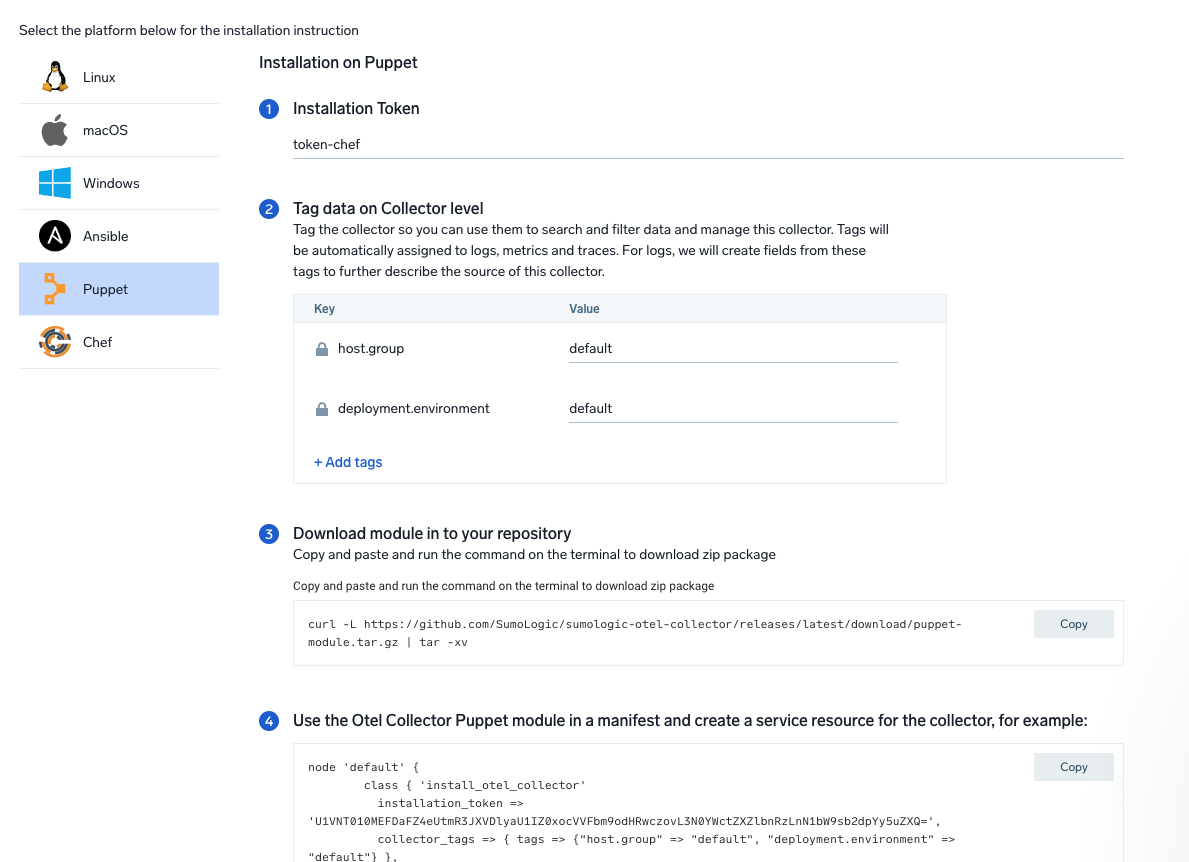 Select the platform below for the installation instruction
Linux
macOS
Windows
Ansible
Puppet
Chef
Installation on Puppet
1 Installation Token
token-chef
2 Tag data on Collector level
Tag the collector so you can use them to search and filter data and manage this collector. Tags will
be automatically assigned to logs, metrics and traces. For logs, we will create fields from these
tags to further describe the source of this collector.
Key Value
host.group default
deployment.environment default
+ Add tags
3 Download module in to your repository
Copy and paste and run the command on the terminal to download zip package
Copy and paste and run the command on the terminal to download zip package
curl -L https://github.com/SumoLogic/sumologic-otel-collector/releases/latest/download/puppet-
module.tar.gz | tar -xv
Copy
4 Use the Otel Collector Puppet module in a manifest and create a service resource for the collector, for example:
Copy
node 'default' {
class { 'install_otel_collector'
installation_token =>
'U1VNT010MEFDaFZ4eUtmR3JXVDlyaU1IZ0xocVVFbm9odHRwczovL3N0YWctZXZlbnRzLnN1bW9sb2dpYy5uZXQ=',
collector_tags => { tags => {"host.group" => "default", "deployment.environment" =>
"default"} },